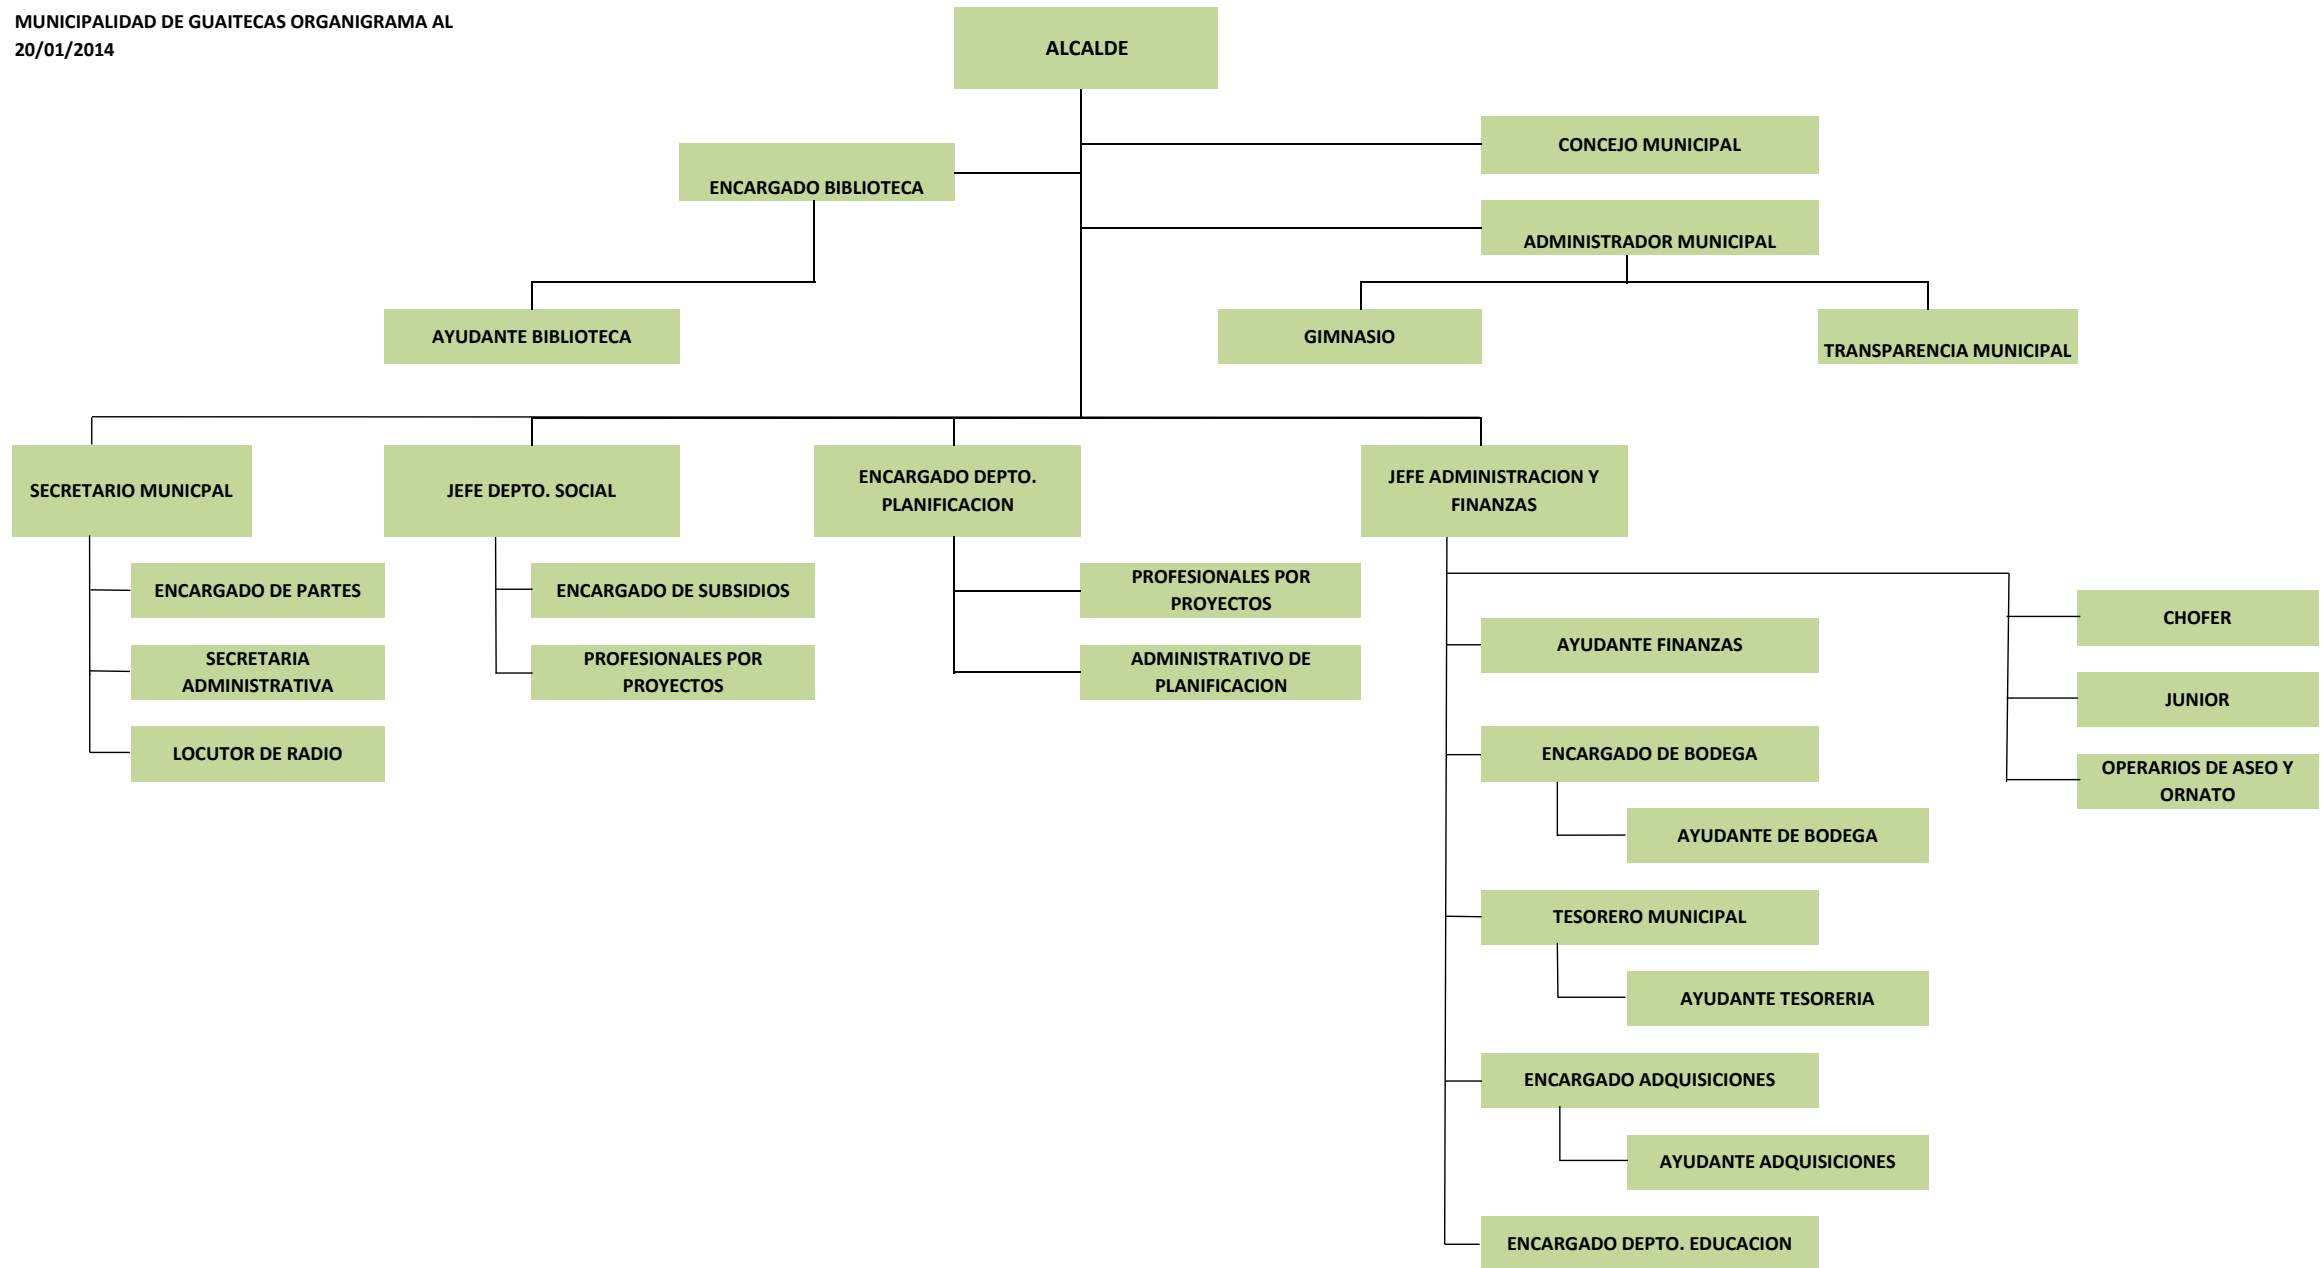 MUNICIPALIDAD DE GUAITECAS ORGANIGRAMA AL
20/01/2014
ALCALDE
CONCEJO MUNICIPAL
ENCARGADO BIBLIOTECA
ADMINISTRADOR MUNICIPAL
AYUDANTE BIBLIOTECA
GIMNASIO
TRANSPARENCIA MUNICIPAL
SECRETARIO MUNICPAL
JEFE DEPTO. SOCIAL
ENCARGADO DEPTO.
PLANIFICACION
JEFE ADMINISTRACION Y
FINANZAS
ENCARGADO DE PARTES
SECRETARIA
ADMINISTRATIVA
LOCUTOR DE RADIO
ENCARGADO DE SUBSIDIOS
PROFESIONALES POR
PROYECTOS
PROFESIONALES POR
PROYECTOS
ADMINISTRATIVO DE
PLANIFICACION
AYUDANTE FINANZAS
ENCARGADO DE BODEGA
AYUDANTE DE BODEGA
TESORERO MUNICIPAL
AYUDANTE TESORERIA
ENCARGADO ADQUISICIONES
AYUDANTE ADQUISICIONES
ENCARGADO DEPTO. EDUCACION
CHOFER
JUNIOR
OPERARIOS DE ASEO Y
ORNATO